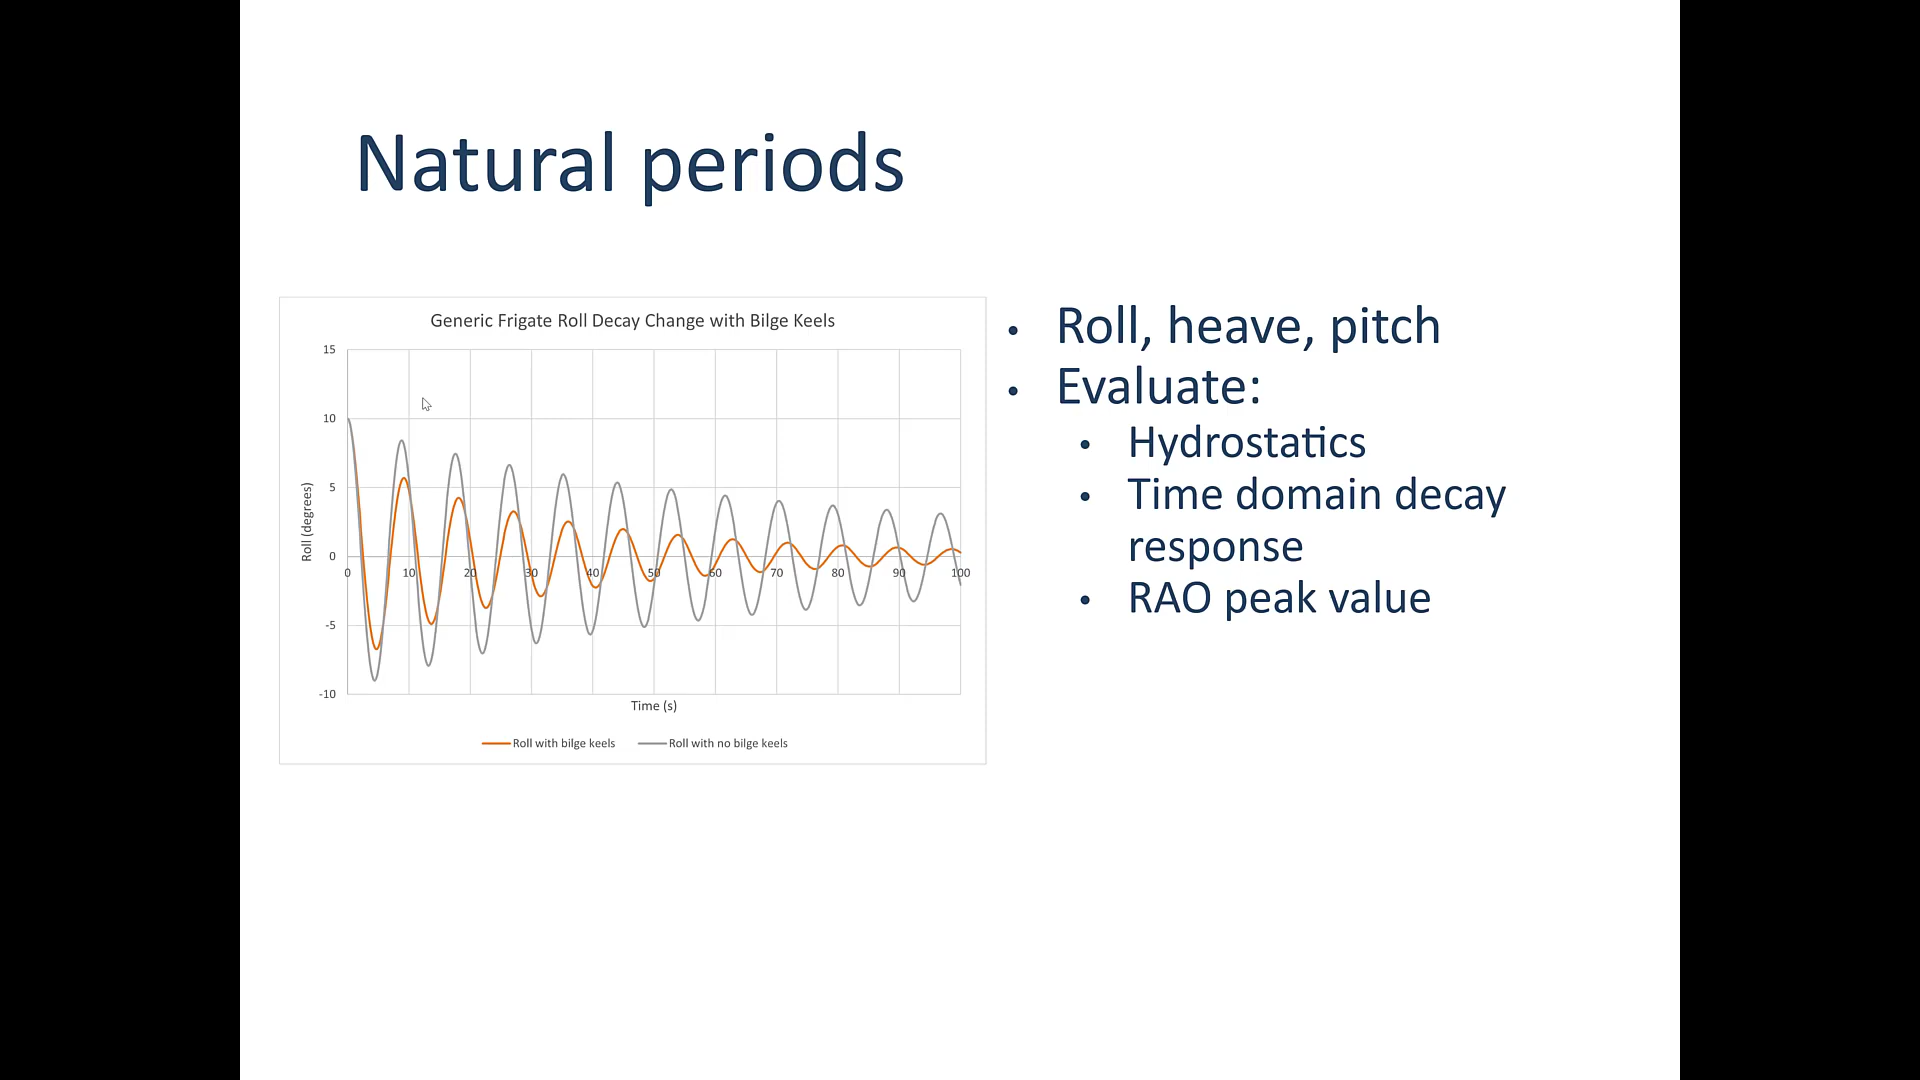 Natural periods
Generic Frigate Roll Decay Change with Bilge Keels
15
10
5
0
-5
-10
Roll (degrees)
0 10 20 30 40 50 60 70 80 90 100
Time (s)
Roll with bilge keels Roll with no bilge keels
• Roll, heave, pitch
• Evaluate:
• Hydrostatics
• Time domain decay
response
• RAO peak value